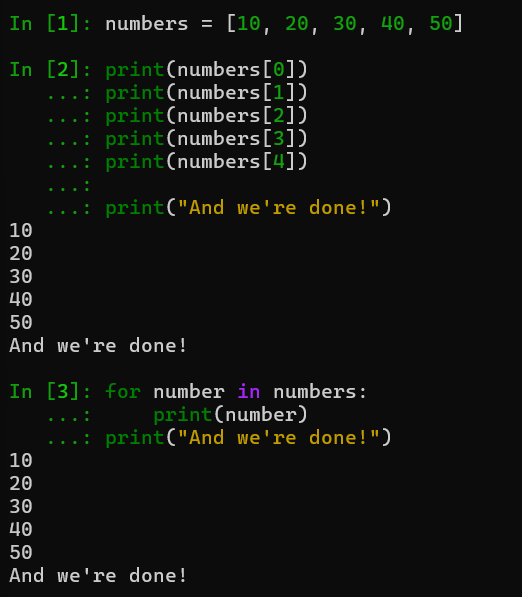 In [1]: numbers = [10, 20, 30, 40, 50]

In [2]: print(numbers[0])
   ...: print(numbers[1])
   ...: print(numbers[2])
   ...: print(numbers[3])
   ...: print(numbers[4])
   ...:
   ...: print("And we're done!")
10
20
30
40
50
And we're done!

In [3]: for number in numbers:
   ...:     print(number)
   ...: print("And we're done!")
10
20
30
40
50
And we're done!